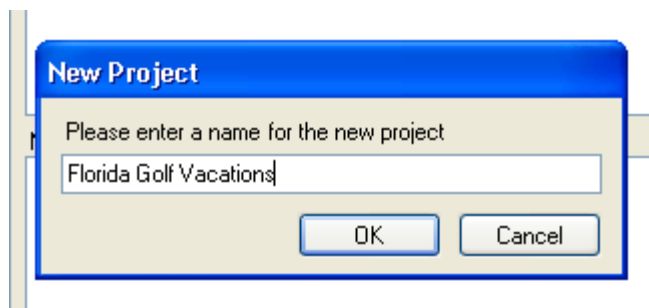 New Project
Please enter a name for the new project
Florida Golf Vacations
OK Cancel